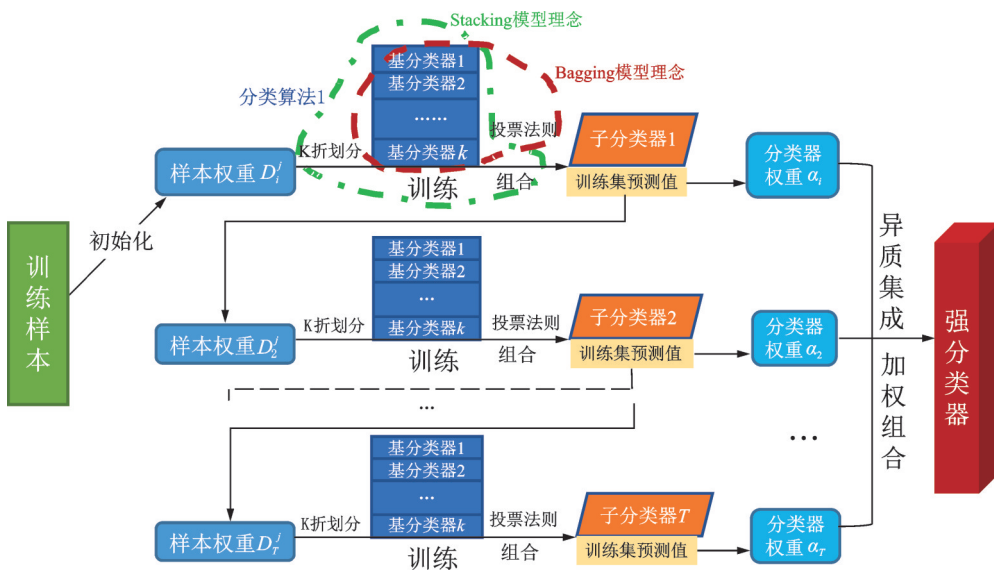 Stacking模型理念
Bagging模型理念
分类算法1
基分类器1
基分类器2
……
基分类器k
K折划分
训练
投票法则
组合
样本权重 D_i^j
子分类器1
训练集预测值
分类器
权重 α_i
初始化
训练样本
基分类器1
基分类器2
...
基分类器k
K折划分
训练
投票法则
组合
样本权重 D_2^j
子分类器2
训练集预测值
分类器
权重 α_2
...
基分类器1
基分类器2
...
基分类器k
K折划分
训练
投票法则
组合
样本权重 D_T^j
子分类器T
训练集预测值
...
分类器
权重 α_T
异质集成
加权组合
强分类器